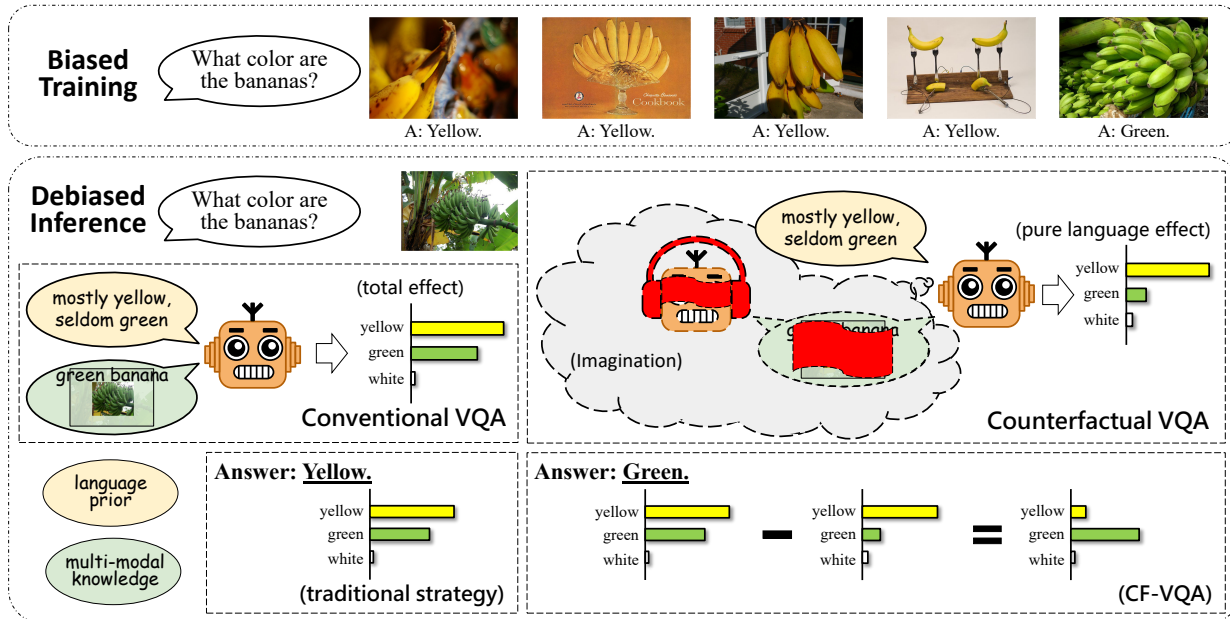 Biased
Training
What color are
the bananas?
Cookbook
A: Yellow.
A: Yellow.
A: Yellow.
A: Yellow.
A: Green.
Debiased
Inference
What color are
the bananas?
mostly yellow,
seldom green
green banana
(total effect)
yellow
green
white
Conventional VQA
(Imagination)
mostly yellow,
seldom green
(pure language effect)
yellow
green
white
Counterfactual VQA
language
prior
multi-modal
knowledge
Answer: Yellow.
yellow
green
white
(traditional strategy)
Answer: Green.
yellow
green
white
yellow
green
white
yellow
green
white
(CF-VQA)